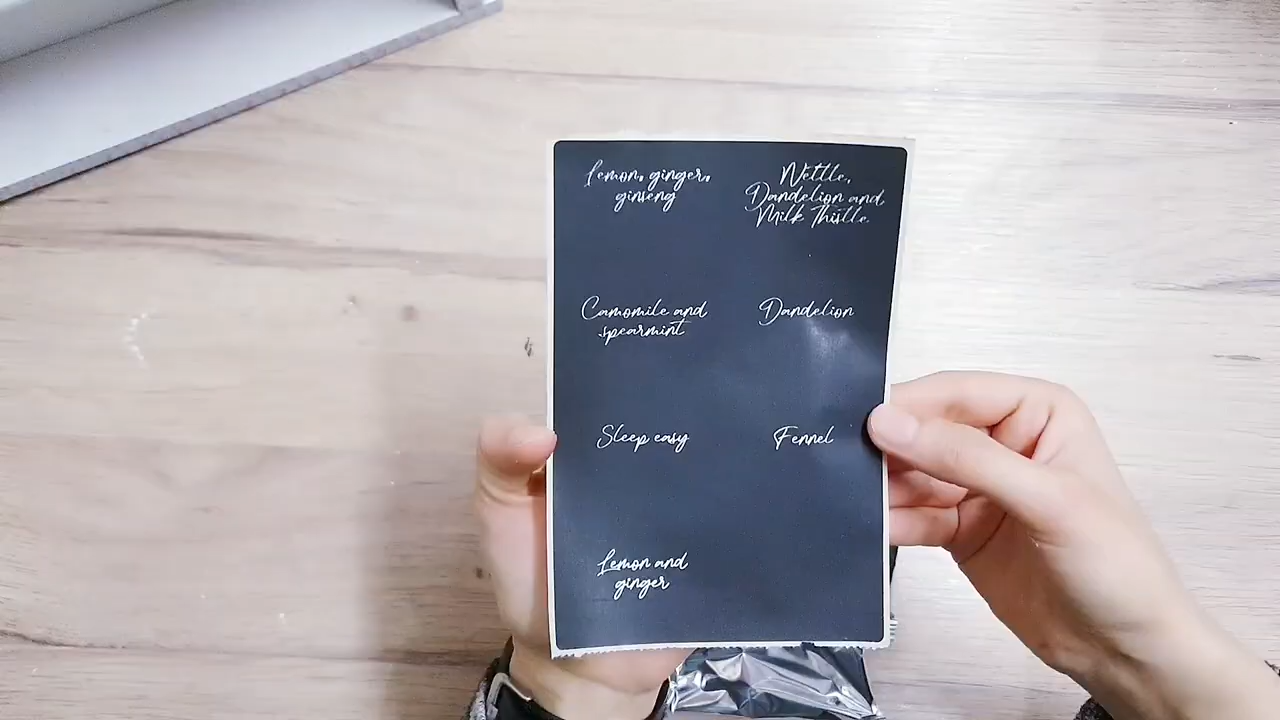 Lemon, ginger,
ginseng
Nettle,
Dandelion and
Milk Thistle
Camomile and
spearmint
Dandelion
Sleep easy
Fennel
Lemon and
ginger